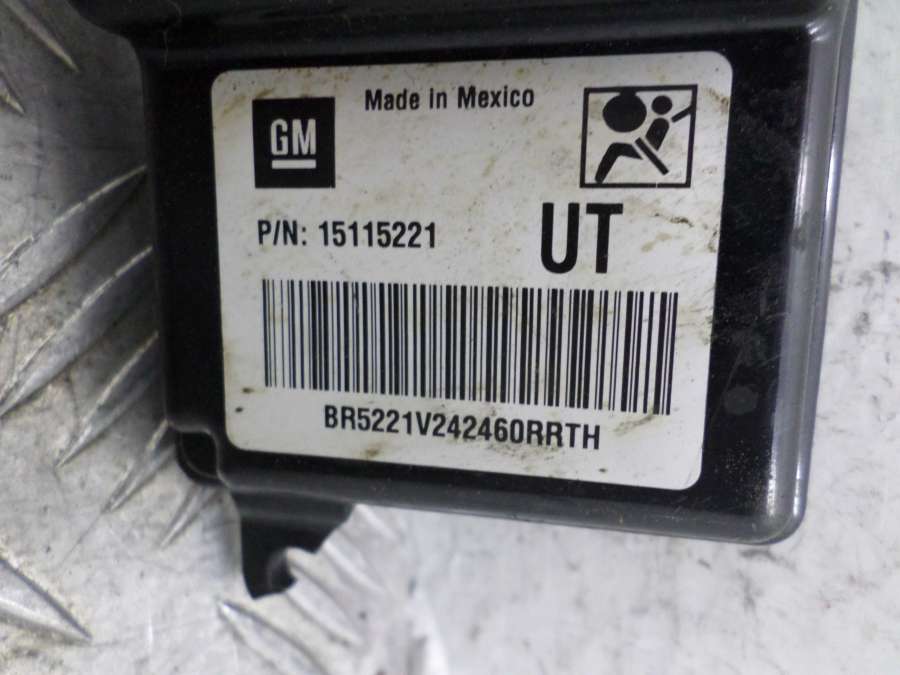 Made in Mexico
GM
P/N: 15115221
UT
BR5221V242460RRTH